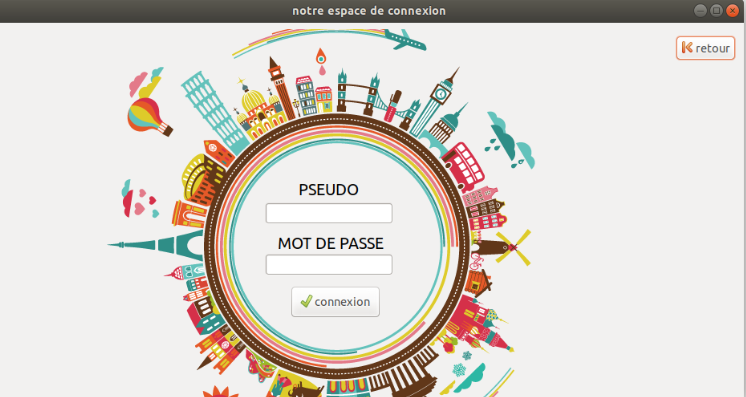 notre espace de connexion
retour
PSEUDO
MOT DE PASSE
connexion